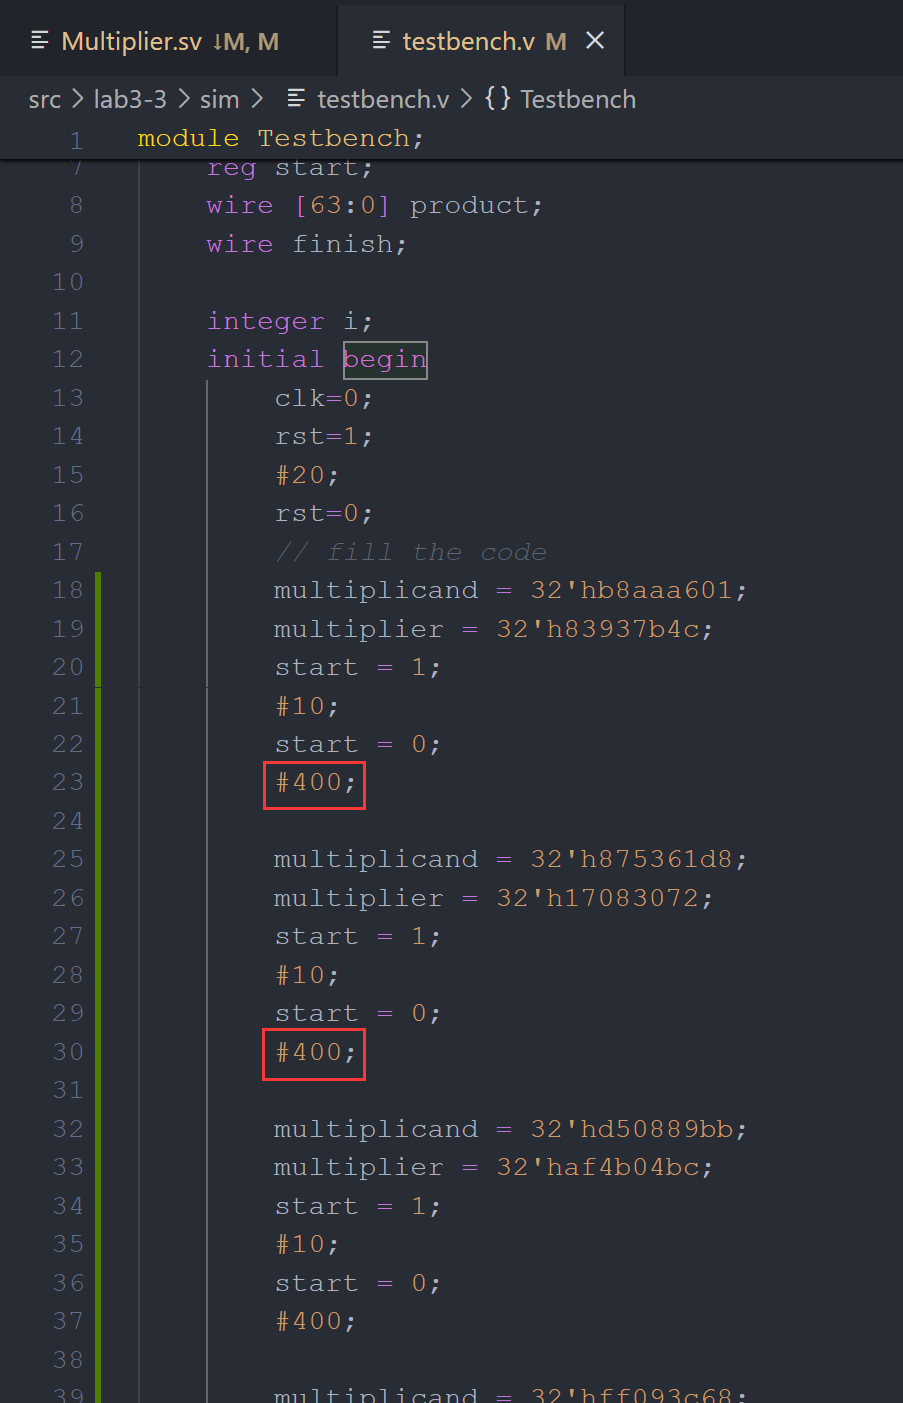 Multiplier.sv ↓M, M
testbench.v M ×
src > lab3-3 > sim > testbench.v > {} Testbench
1 module Testbench;
7 reg start;
8 wire [63:0] product;
9 wire finish;
10
11 integer i;
12 initial begin
13 clk=0;
14 rst=1;
15 #20;
16 rst=0;
17 // fill the code
18 multiplicand = 32'hb8aaa601;
19 multiplier = 32'h83937b4c;
20 start = 1;
21 #10;
22 start = 0;
23 #400;
24
25 multiplicand = 32'h875361d8;
26 multiplier = 32'h17083072;
27 start = 1;
28 #10;
29 start = 0;
30 #400;
31
32 multiplicand = 32'hd50889bb;
33 multiplier = 32'haf4b04bc;
34 start = 1;
35 #10;
36 start = 0;
37 #400;
38
39 multiplicand = 32'hff093c68;